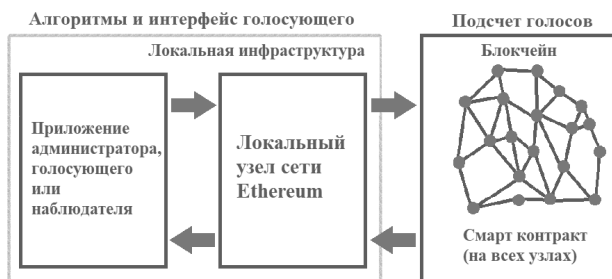 Алгоритмы и интерфейс голосующего
Подсчет голосов
Локальная инфраструктура
Приложение
администратора,
голосующего
или
наблюдателя
Локальный
узел сети
Ethereum
Блокчейн
Смарт контракт
(на всех узлах)